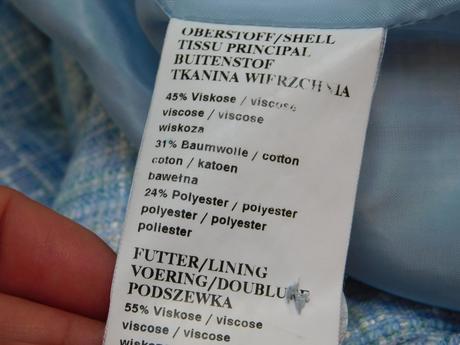 OBERSTOFF/SHELL
TISSU PRINCIPAL
BUITENSTOF
TKANINA WIERZCHNIA
45% Viskose / viscose
viscose / viscose
wiskoza
31% Baumwolle / cotton
coton / katoen
bawełna
24% Polyester / polyester
polyester / polyester
poliester
FUTTER/LINING
VOERING/DOUBLURE
PODSZEWKA
55% Viskose / viscose
viscose / viscose
wiskoza